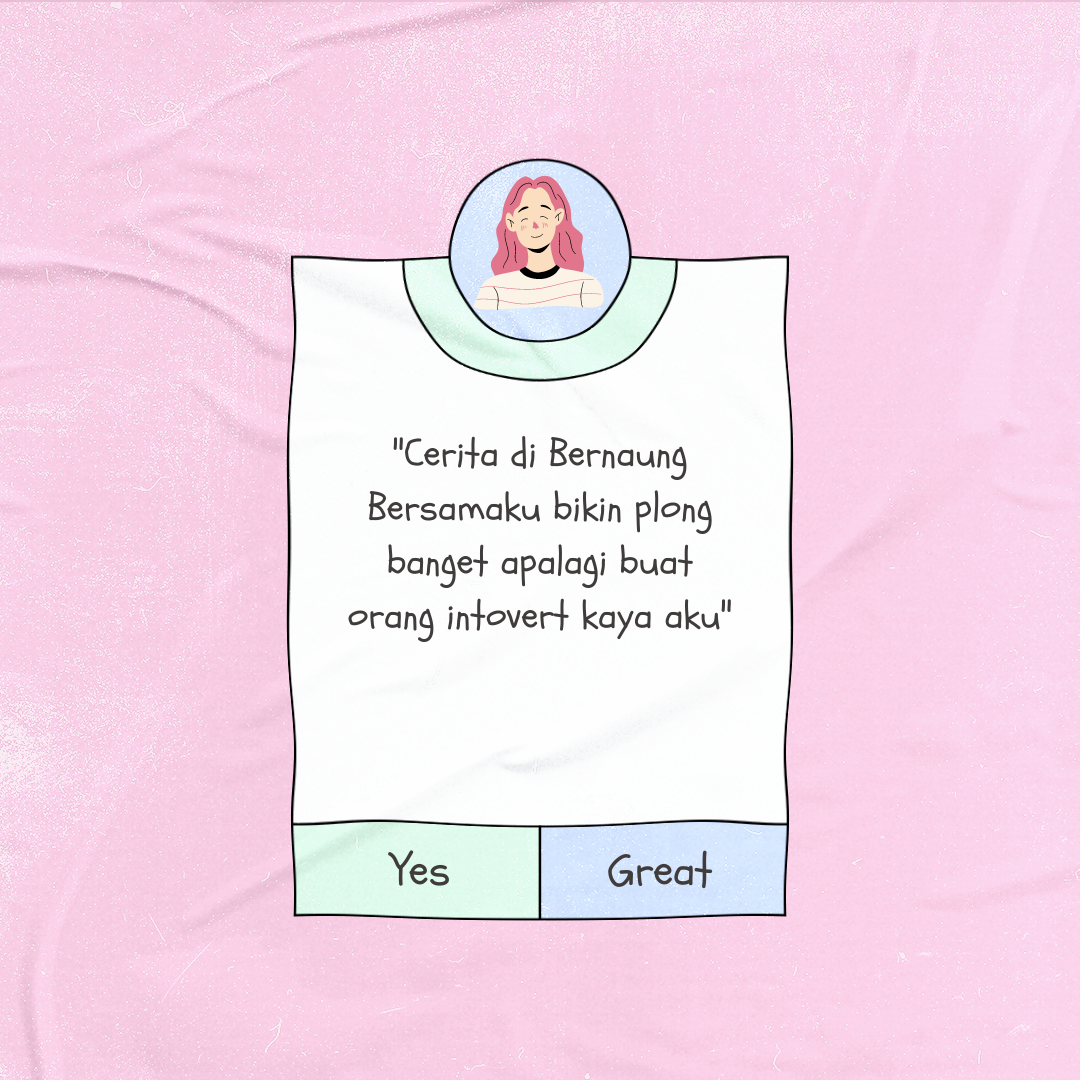 "Cerita di Bernaung
Bersamaku bikin plong
banget apalagi buat
orang intovert kaya aku"
Yes
Great